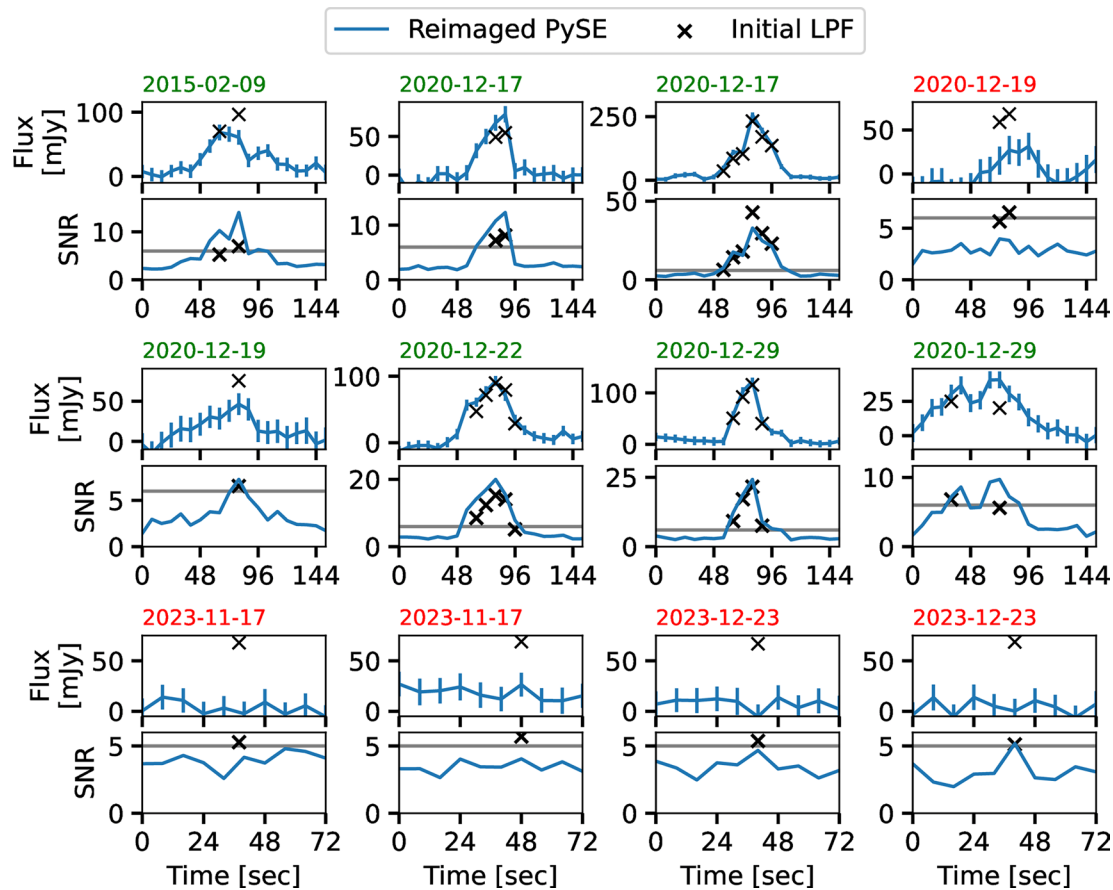 Reimaged PySE Initial LPF
2015-02-09 2020-12-17 2020-12-17 2020-12-19
Flux [mJy]
100 0
50 0
250 0
50 0
SNR
10 0
10 0
50 0
5 0
0 48 96 144 0 48 96 144 0 48 96 144 0 48 96 144
2020-12-19 2020-12-22 2020-12-29 2020-12-29
Flux [mJy]
50 0
100 0
100 0
25 0
SNR
5 0
20 0
25 0
10 0
0 48 96 144 0 48 96 144 0 48 96 144 0 48 96 144
2023-11-17 2023-11-17 2023-12-23 2023-12-23
Flux [mJy]
50 0
50 0
50 0
50 0
SNR
5 0
5 0
5 0
5 0
0 24 48 72 0 24 48 72 0 24 48 72 0 24 48 72
Time [sec] Time [sec] Time [sec] Time [sec]